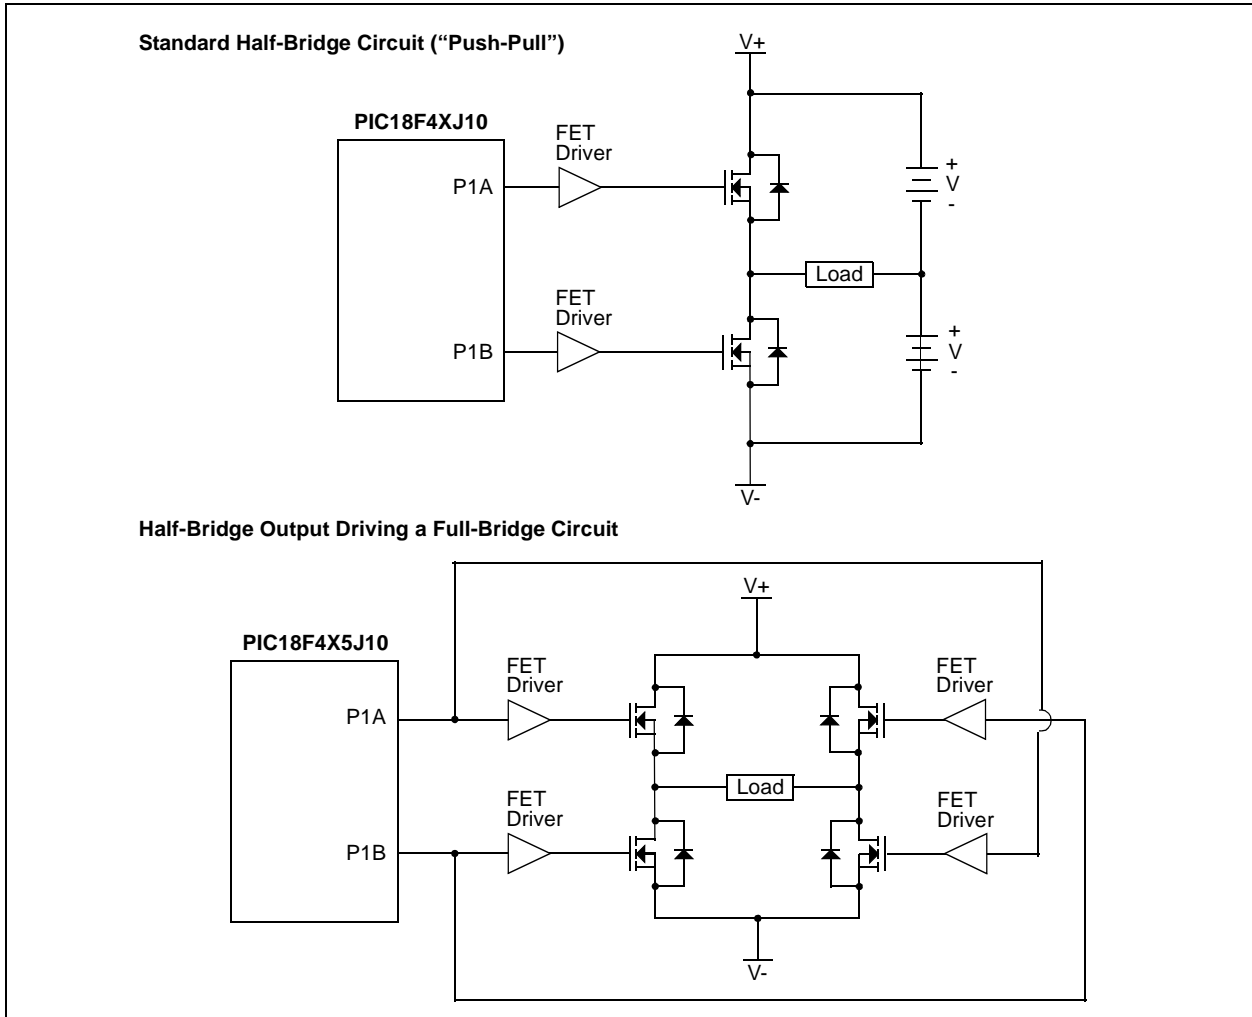 Standard Half-Bridge Circuit (“Push-Pull”)
V+
PIC18F4XJ10
FET
Driver
P1A
+
V
-
Load
FET
Driver
P1B
+
V
-
V-
Half-Bridge Output Driving a Full-Bridge Circuit
V+
PIC18F4X5J10
FET
Driver
FET
Driver
P1A
Load
FET
Driver
FET
Driver
P1B
V-